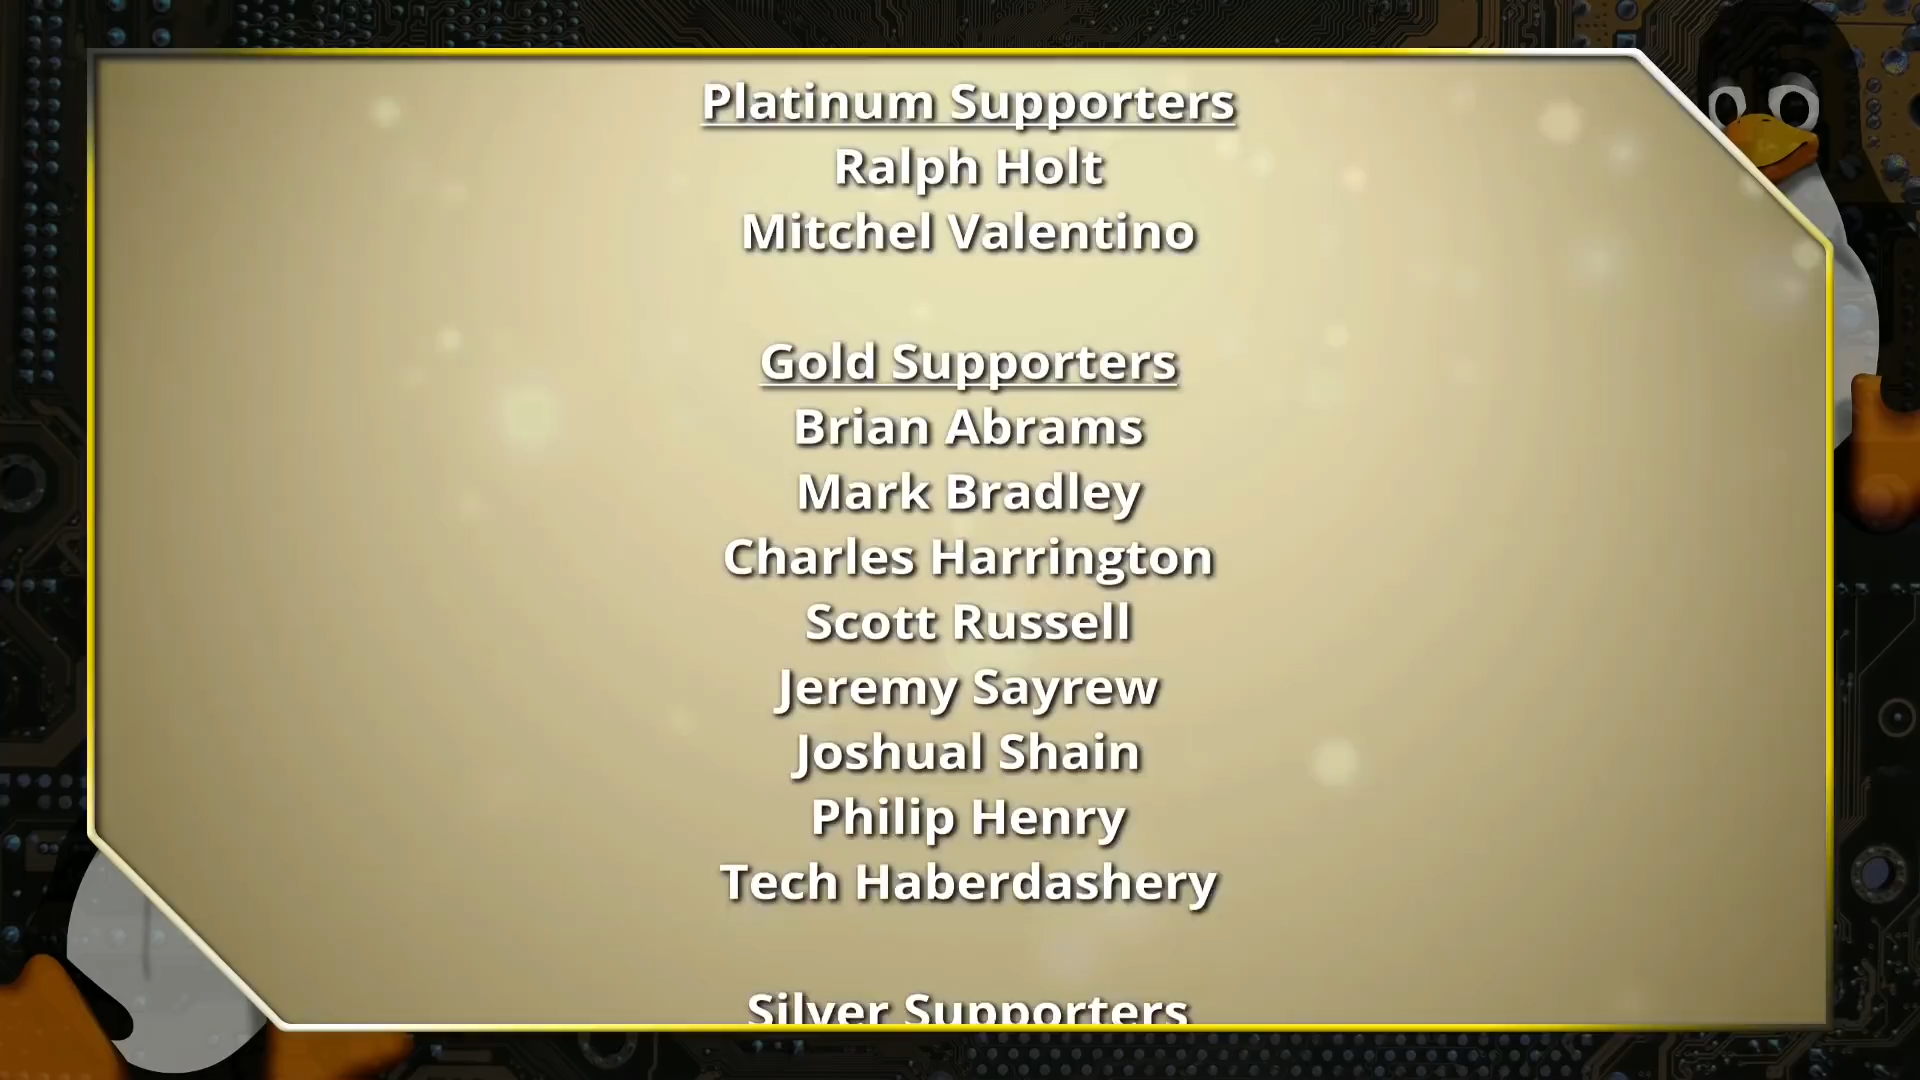 Platinum Supporters
Ralph Holt
Mitchel Valentino
Gold Supporters
Brian Abrams
Mark Bradley
Charles Harrington
Scott Russell
Jeremy Sayrew
Joshual Shain
Philip Henry
Tech Haberdashery
Silver Supporters